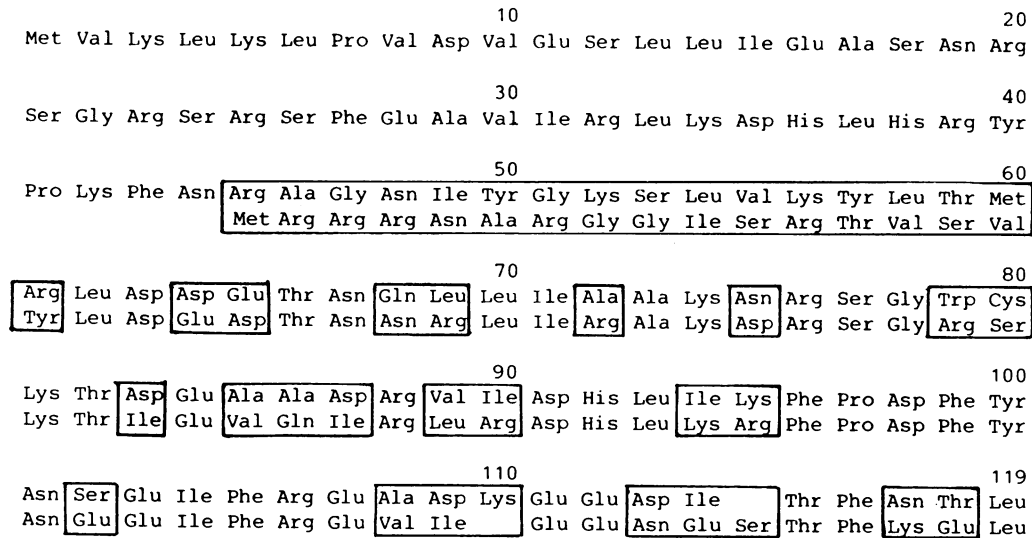 10 20
Met Val Lys Leu Lys Leu Pro Val Asp Val Glu Ser Leu Leu Ile Glu Ala Ser Asn Arg
30 40
Ser Gly Arg Ser Arg Ser Phe Glu Ala Val Ile Arg Leu Lys Asp His Leu His Arg Tyr
50 60
Pro Lys Phe Asn Arg Ala Gly Asn Ile Tyr Gly Lys Ser Leu Val Lys Tyr Leu Thr Met
Met Arg Arg Arg Asn Ala Arg Gly Gly Ile Ser Arg Thr Val Ser Val
70 80
Arg Leu Asp Asp Glu Thr Asn Gln Leu Leu Ile Ala Ala Lys Asn Arg Ser Gly Trp Cys
Tyr Leu Asp Glu Asp Thr Asn Asn Arg Leu Ile Arg Ala Lys Asp Arg Ser Gly Arg Ser
90 100
Lys Thr Asp Glu Ala Ala Asp Arg Val Ile Asp His Leu Ile Lys Phe Pro Asp Phe Tyr
Lys Thr Ile Glu Val Gln Ile Arg Leu Arg Asp His Leu Lys Arg Phe Pro Asp Phe Tyr
110 119
Asn Ser Glu Ile Phe Arg Glu Ala Asp Lys Glu Glu Asp Ile Thr Phe Asn Thr Leu
Asn Glu Glu Ile Phe Arg Glu Val Ile Glu Glu Asn Glu Ser Thr Phe Lys Glu Leu